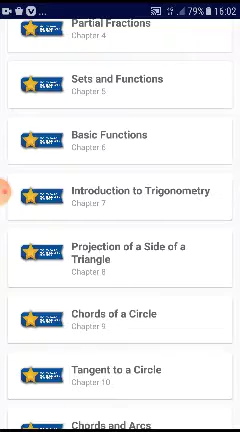 79% 16:02
Partial Fractions
Chapter 4
Sets and Functions
Chapter 5
Basic Functions
Chapter 6
Introduction to Trigonometry
Chapter 7
Projection of a Side of a
Triangle
Chapter 8
Chords of a Circle
Chapter 9
Tangent to a Circle
Chapter 10
Chords and Arcs